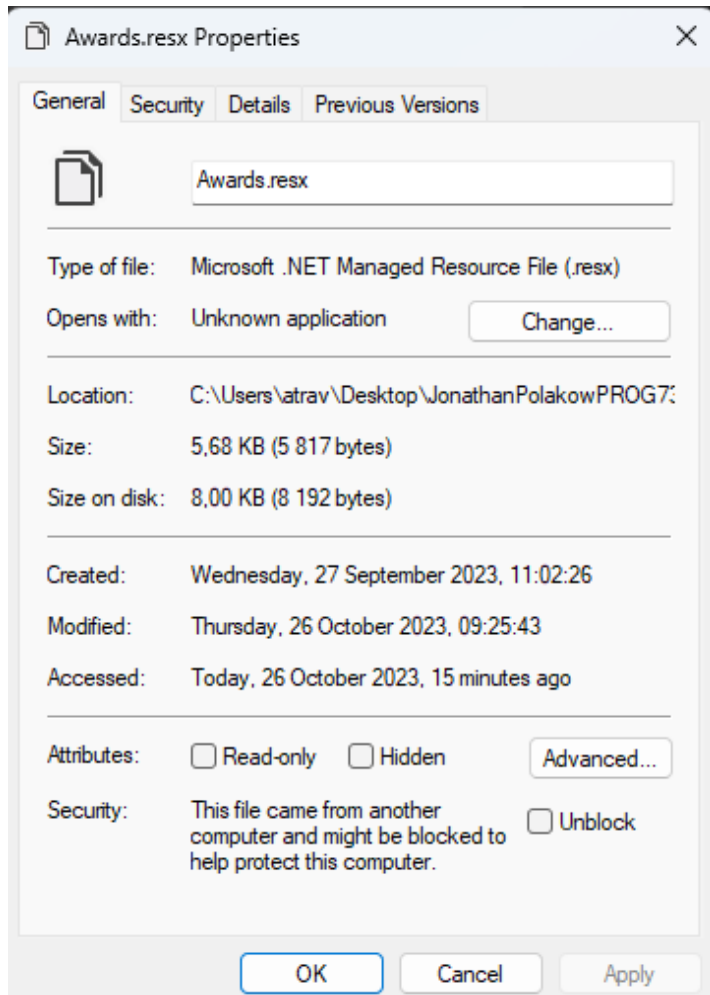 Awards.resx Properties
General Security Details Previous Versions
Awards.resx
Type of file: Microsoft .NET Managed Resource File (.resx)
Opens with: Unknown application Change...
Location: C:\Users\atrav\Desktop\JonathanPolakowPROG73
Size: 5,68 KB (5 817 bytes)
Size on disk: 8,00 KB (8 192 bytes)
Created: Wednesday, 27 September 2023, 11:02:26
Modified: Thursday, 26 October 2023, 09:25:43
Accessed: Today, 26 October 2023, 15 minutes ago
Attributes: Read-only Hidden Advanced...
Security: This file came from another
computer and might be blocked to
help protect this computer.
Unblock
OK Cancel Apply